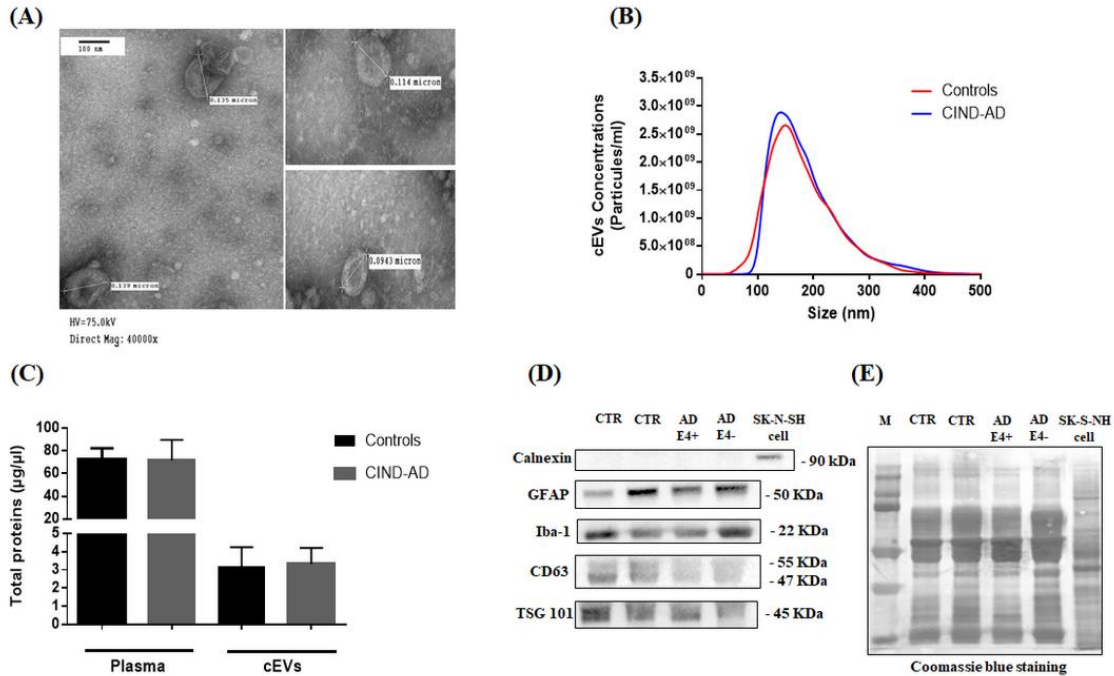 (A)
100 nm
0.135 micron
0.139 micron
0.114 micron
0.0943 micron
HV=75.0kV
Direct Mag: 40000x
(B)
cEVs Concentrations
(Particules/ml)
3.5×10⁰⁹
3.0×10⁰⁹
2.5×10⁰⁹
2.0×10⁰⁹
1.5×10⁰⁹
1.0×10⁰⁹
5.0×10⁰⁸
0
0 100 200 300 400 500
Size (nm)
Controls
CIND-AD
(C)
Total proteins (µg/µl)
100
80
60
40
20
5
4
3
2
1
0
Plasma cEVs
Controls
CIND-AD
(D)
CTR CTR AD E4+ AD E4- SK-N-SH cell
Calnexin - 90 kDa
GFAP - 50 KDa
Iba-1 - 22 KDa
CD63 - 55 KDa
- 47 KDa
TSG 101 - 45 KDa
(E)
M CTR CTR AD E4+ AD E4- SK-S-NH cell
Coomassie blue staining